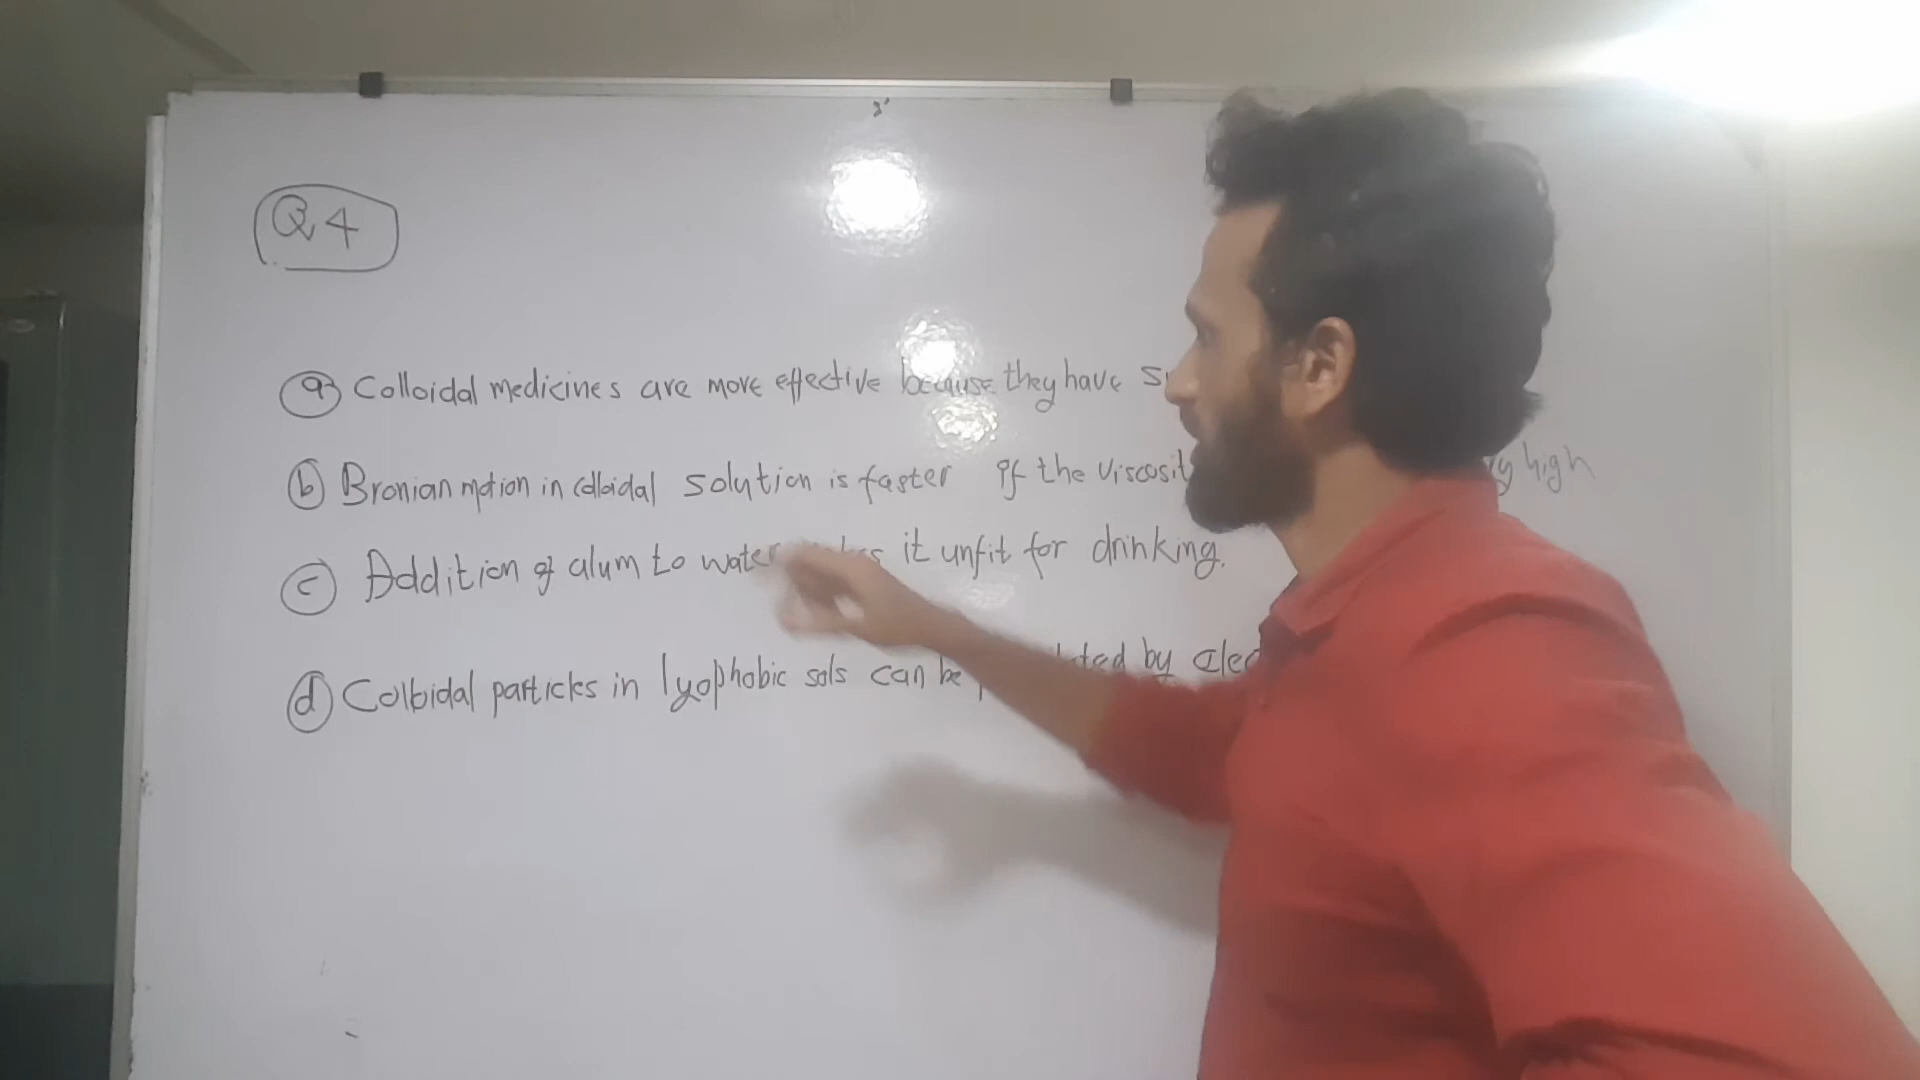 Q4
a Colloidal medicines are more effective because they have
b Bronian motion in colloidal solution is faster if the high
c Addition of alum to water it unfit for drinking.
d Colloidal particles in lyophobic sols can be by